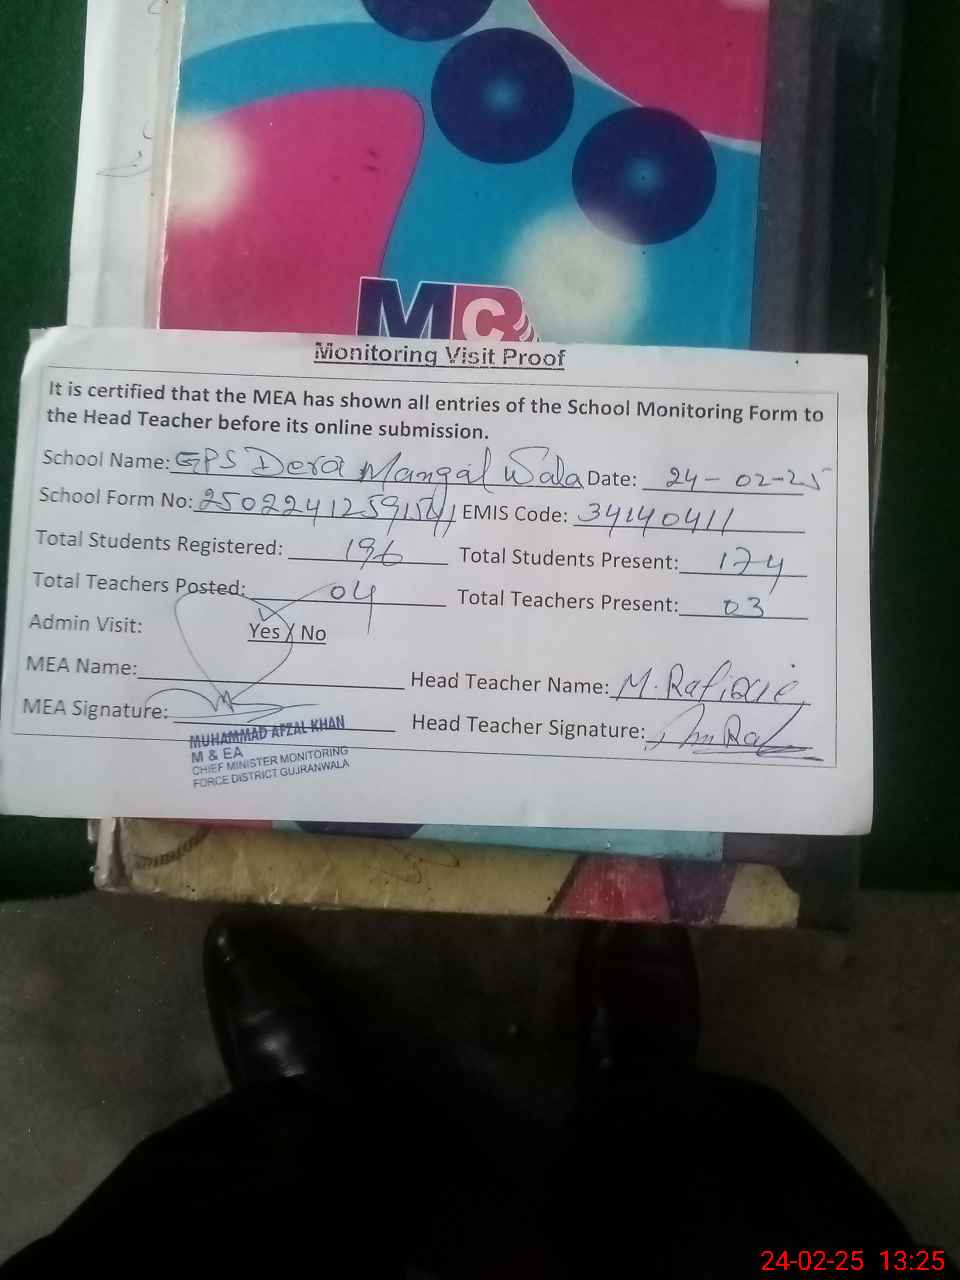 MC
Monitoring Visit Proof
It is certified that the MEA has shown all entries of the School Monitoring Form to
the Head Teacher before its online submission.
School Name: GPS Dera Mangal Wala Date: 24-02-25
School Form No: EMIS Code: 34140411
Total Students Registered: 196 Total Students Present: 174
Total Teachers Posted: 04 Total Teachers Present: 03
Admin Visit: Yes / No
MEA Name: Head Teacher Name: M. Rafique
MEA Signature: Head Teacher Signature:
MUHAMMAD AFZAL KHAN
M & EA
CHIEF MINISTER MONITORING
FORCE DISTRICT GUJRANWALA
24-02-25 13:25